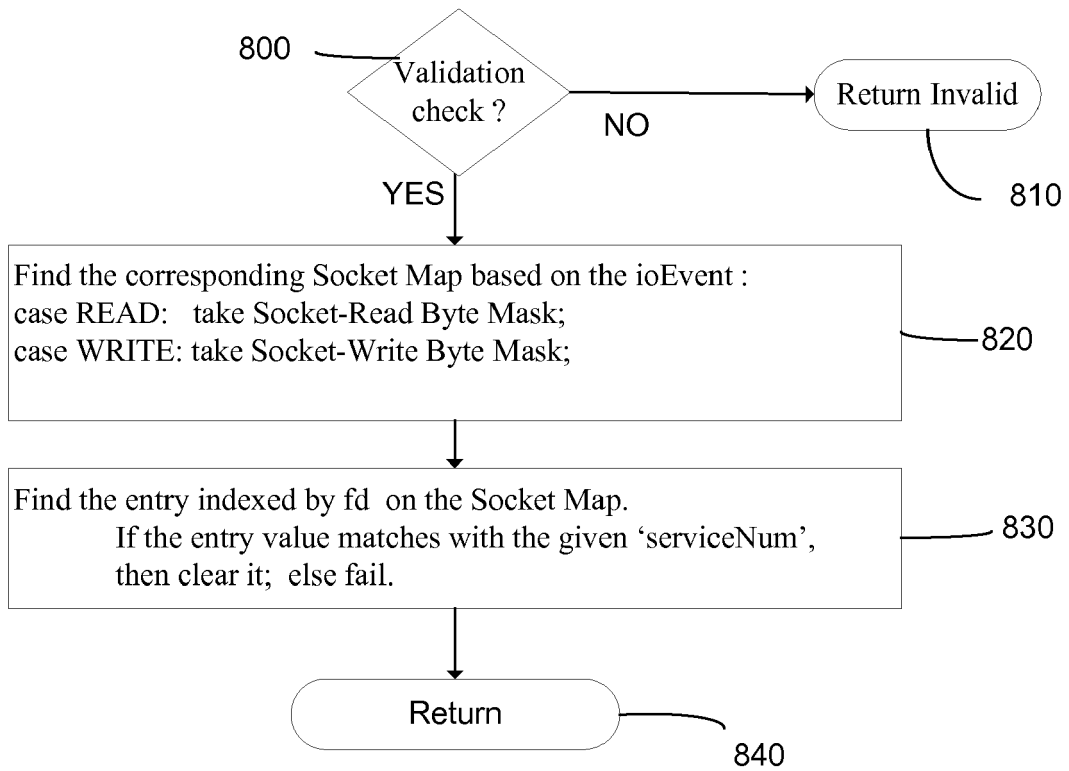 800
Validation
check ?
Return Invalid
NO
810
YES
Find the corresponding Socket Map based on the ioEvent :
case READ: take Socket-Read Byte Mask;
case WRITE: take Socket-Write Byte Mask;
820
Find the entry indexed by fd on the Socket Map.
If the entry value matches with the given ‘serviceNum’,
then clear it; else fail.
830
Return
840